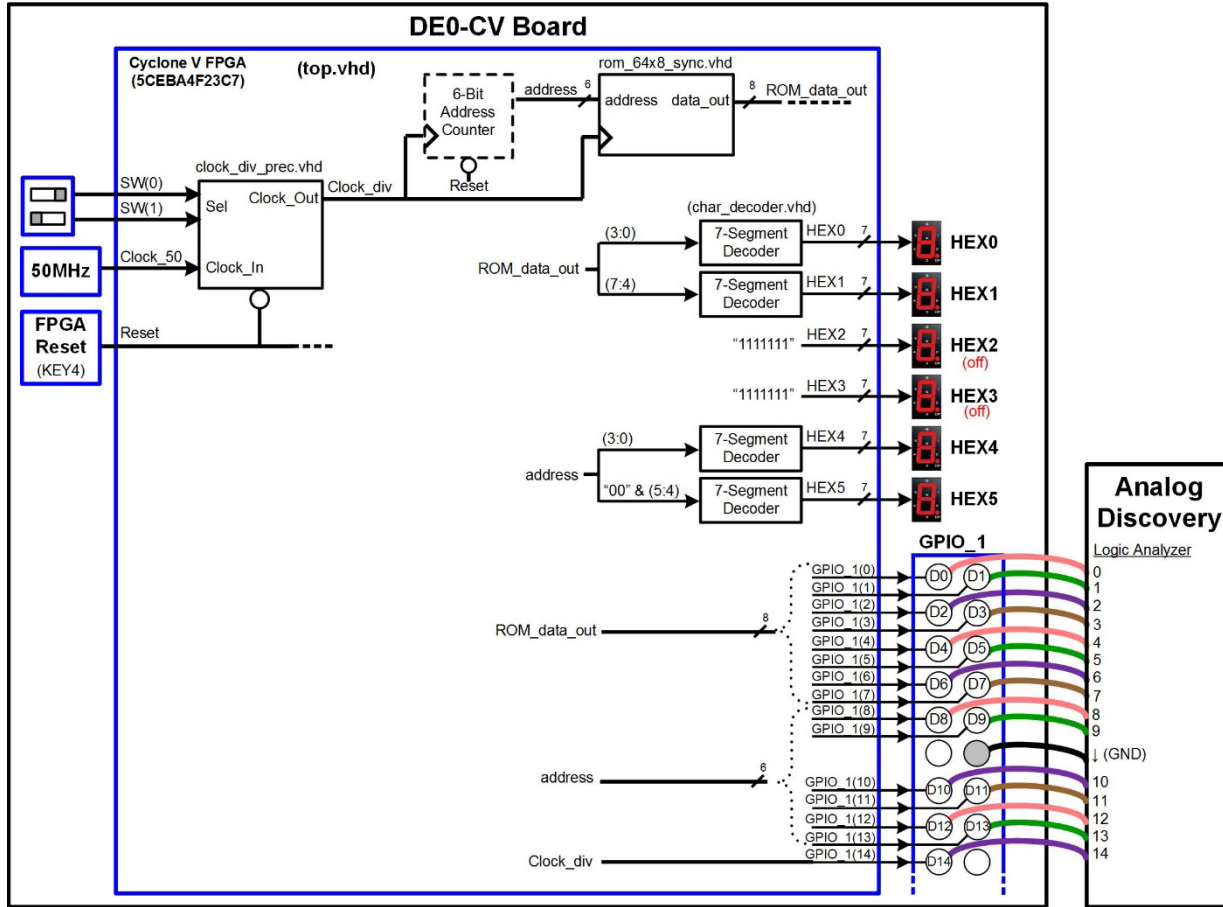 DE0-CV Board
Cyclone V FPGA
(5CEBA4F23C7)
(top.vhd)
rom_64x8_sync.vhd
6-Bit
Address
Counter
address
6
address
data_out
8
ROM_data_out
Reset
clock_div_prec.vhd
SW(0)
SW(1)
Sel
Clock_Out
Clock_div
50MHz
Clock_50
Clock_In
FPGA
Reset
(KEY4)
Reset
(char_decoder.vhd)
ROM_data_out
(3:0)
7-Segment
Decoder
HEX0
7
HEX0
(7:4)
7-Segment
Decoder
HEX1
7
HEX1
“1111111”
HEX2
7
HEX2
(off)
“1111111”
HEX3
7
HEX3
(off)
address
(3:0)
7-Segment
Decoder
HEX4
7
HEX4
“00” & (5:4)
7-Segment
Decoder
HEX5
7
HEX5
GPIO_1
Analog
Discovery
Logic Analyzer
ROM_data_out
8
GPIO_1(0)
GPIO_1(1)
GPIO_1(2)
GPIO_1(3)
GPIO_1(4)
GPIO_1(5)
GPIO_1(6)
GPIO_1(7)
GPIO_1(8)
GPIO_1(9)
address
6
GPIO_1(10)
GPIO_1(11)
GPIO_1(12)
GPIO_1(13)
Clock_div
GPIO_1(14)
D0 D1
D2 D3
D4 D5
D6 D7
D8 D9
D10 D11
D12 D13
D14
0
1
2
3
4
5
6
7
8
9
↓ (GND)
10
11
12
13
14